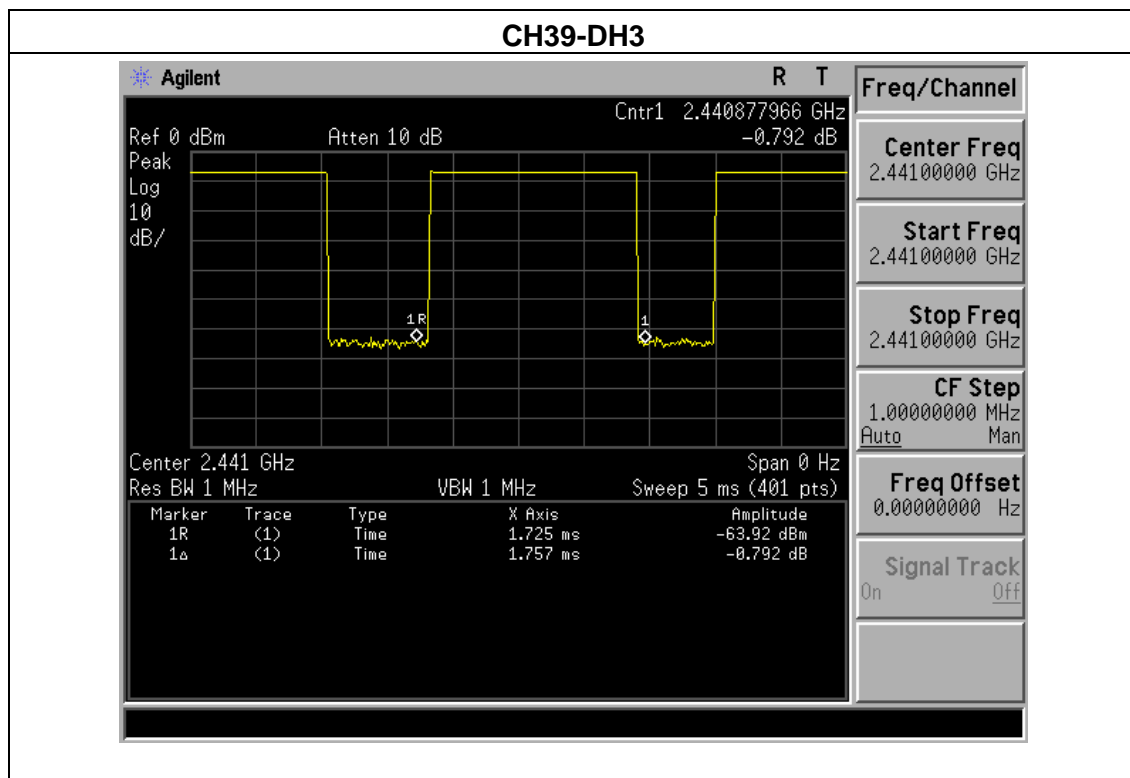 CH39-DH3
Agilent R T
Cntr1 2.440877966 GHz
Ref 0 dBm Atten 10 dB -0.792 dB
Peak
Log
10
dB/
1R
1
Center 2.441 GHz Span 0 Hz
Res BW 1 MHz VBW 1 MHz Sweep 5 ms (401 pts)
Marker Trace Type X Axis Amplitude
1R (1) Time 1.725 ms -63.92 dBm
1Δ (1) Time 1.757 ms -0.792 dB
Freq/Channel
Center Freq
2.44100000 GHz
Start Freq
2.44100000 GHz
Stop Freq
2.44100000 GHz
CF Step
1.00000000 MHz
Auto Man
Freq Offset
0.00000000 Hz
Signal Track
On Off